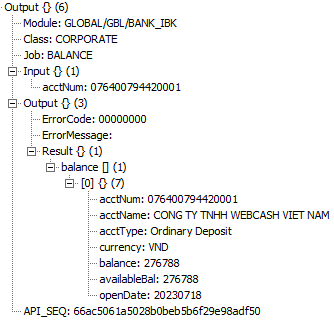 Output {} (6)
Module: GLOBAL/GBL/BANK_IBK
Class: CORPORATE
Job: BALANCE
Input {} (1)
acctNum: 076400794420001
Output {} (3)
ErrorCode: 00000000
ErrorMessage:
Result {} (1)
balance [] (1)
[0] {} (7)
acctNum: 076400794420001
acctName: CONG TY TNHH WEBCASH VIET NAM
acctType: Ordinary Deposit
currency: VND
balance: 276788
availableBal: 276788
openDate: 20230718
API_SEQ: 66ac5061a5028b0beb5b6f29e98adf50